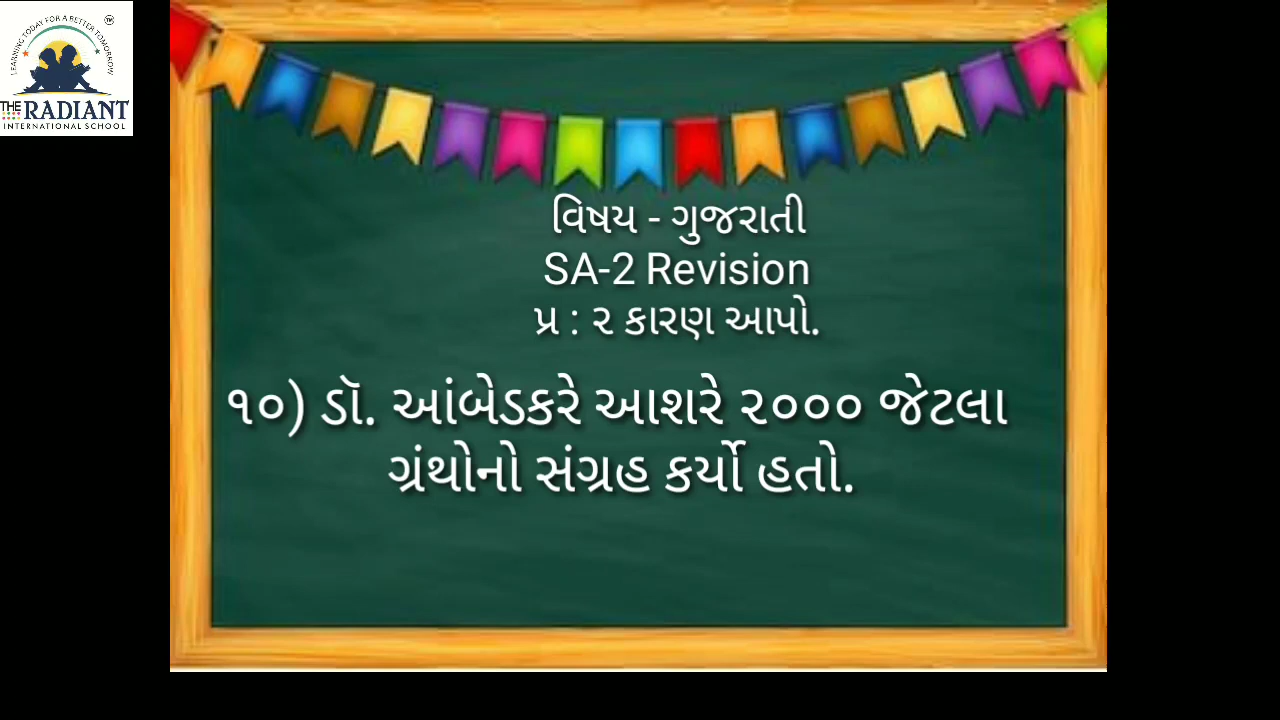 LEARNING TODAY FOR A BETTER TOMORROW
TM
THE RADIANT
INTERNATIONAL SCHOOL
વિષય - ગુજરાતી
SA-2 Revision
પ્ર : ૨ કારણ આપો.
૧૦) ડૉ. આંબેડકરે આશરે ૨૦૦૦ જેટલા
ગ્રંથોનો સંગ્રહ કર્યો હતો.